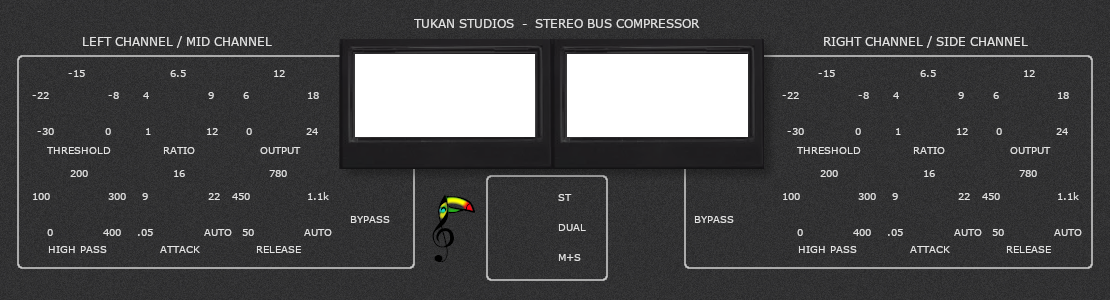 TUKAN STUDIOS - STEREO BUS COMPRESSOR
LEFT CHANNEL / MID CHANNEL
-15 6.5 12
-22 -8 4 9 6 18
-30 0 1 12 0 24
THRESHOLD RATIO OUTPUT
200 16 780
100 300 9 22 450 1.1k
0 400 .05 AUTO 50 AUTO
HIGH PASS ATTACK RELEASE
BYPASS
ST
DUAL
M+S
RIGHT CHANNEL / SIDE CHANNEL
-15 6.5 12
-22 -8 4 9 6 18
-30 0 1 12 0 24
THRESHOLD RATIO OUTPUT
200 16 780
100 300 9 22 450 1.1k
BYPASS
0 400 .05 AUTO 50 AUTO
HIGH PASS ATTACK RELEASE